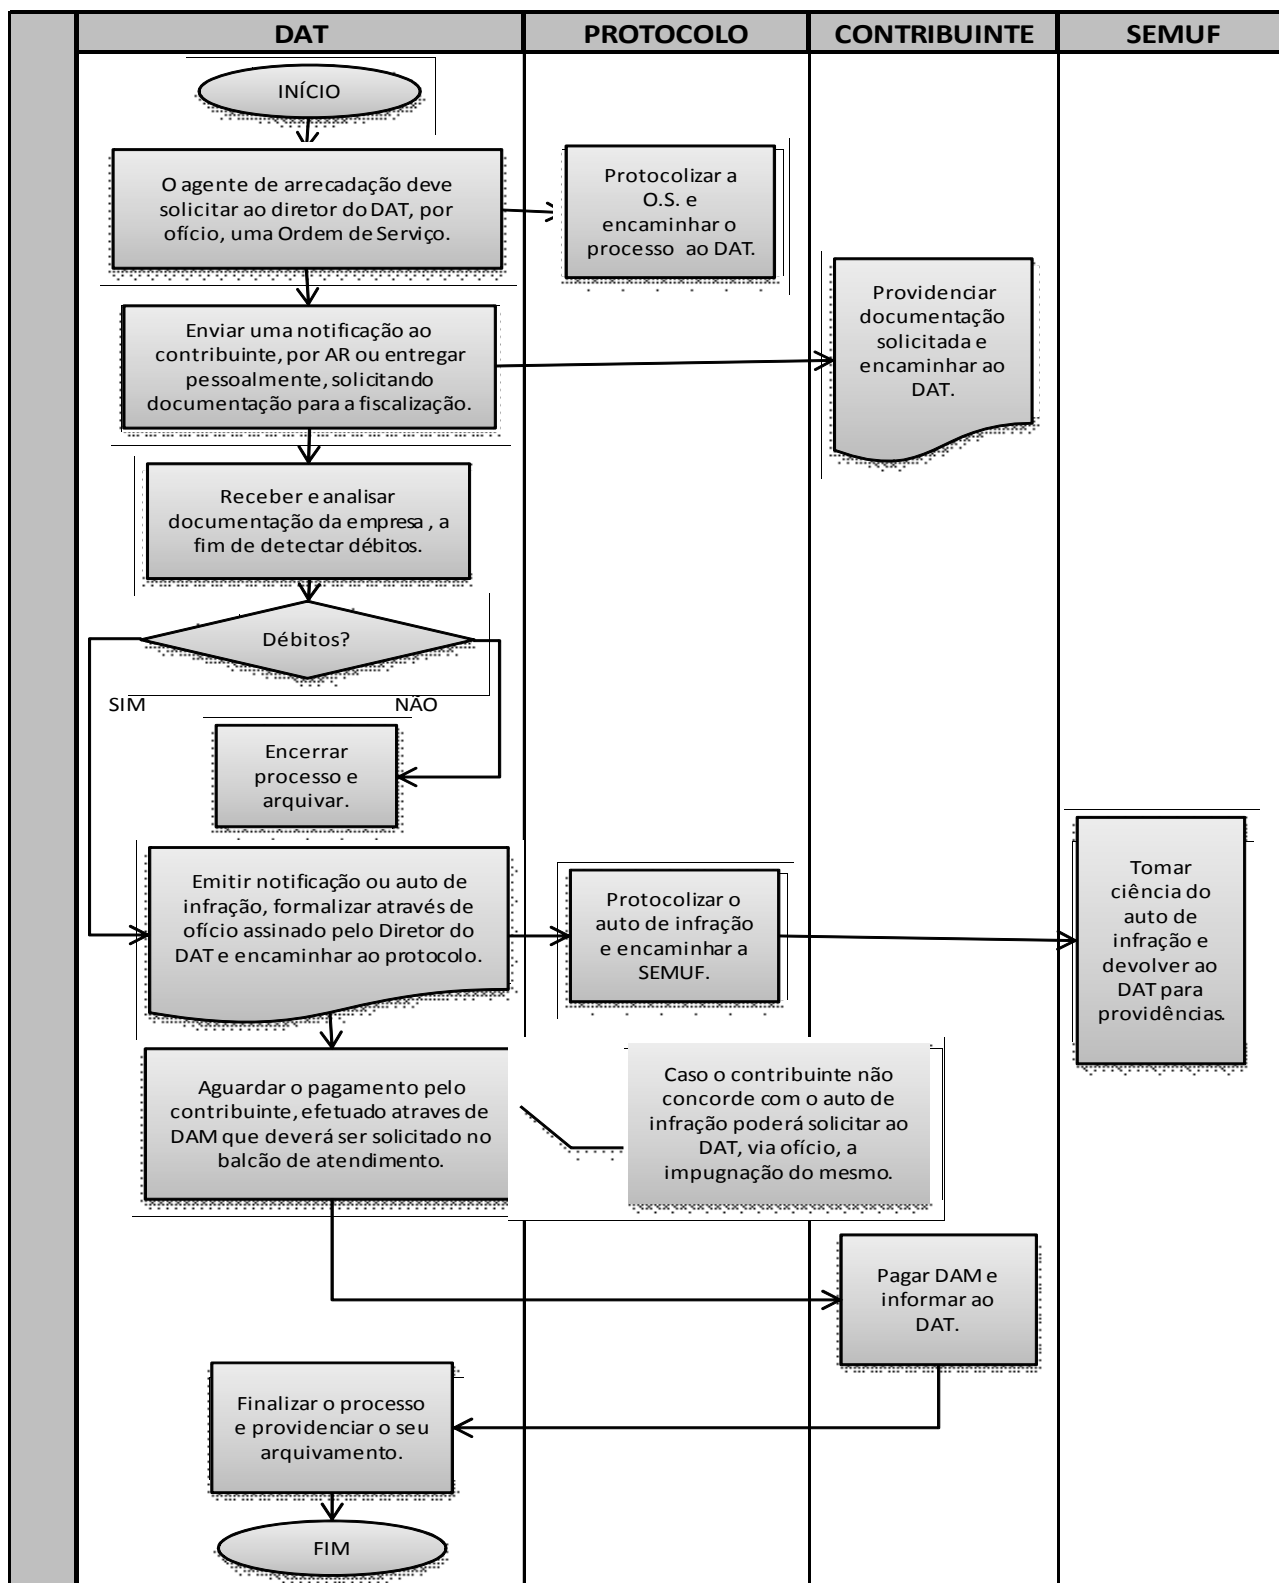 DAT
PROTOCOLO
CONTRIBUINTE
SEMUF
INÍCIO
O agente de arrecadação deve
solicitar ao diretor do DAT, por
ofício, uma Ordem de Serviço.
Protocolizar a
O.S. e
encaminhar o
processo ao DAT.
Enviar uma notificação ao
contribuinte, por AR ou entregar
pessoalmente, solicitando
documentação para a fiscalização.
Providenciar
documentação
solicitada e
encaminhar ao
DAT.
Receber e analisar
documentação da empresa , a
fim de detectar débitos.
Débitos?
SIM
NÃO
Encerrar
processo e
arquivar.
Emitir notificação ou auto de
infração, formalizar através de
ofício assinado pelo Diretor do
DAT e encaminhar ao protocolo.
Protocolizar o
auto de infração
e encaminhar a
SEMUF.
Tomar
ciência do
auto de
infração e
devolver ao
DAT para
providências.
Aguardar o pagamento pelo
contribuinte, efetuado atraves de
DAM que deverá ser solicitado no
balcão de atendimento.
Caso o contribuinte não
concorde com o auto de
infração poderá solicitar ao
DAT, via ofício, a
impugnação do mesmo.
Pagar DAM e
informar ao
DAT.
Finalizar o processo
e providenciar o seu
arquivamento.
FIM